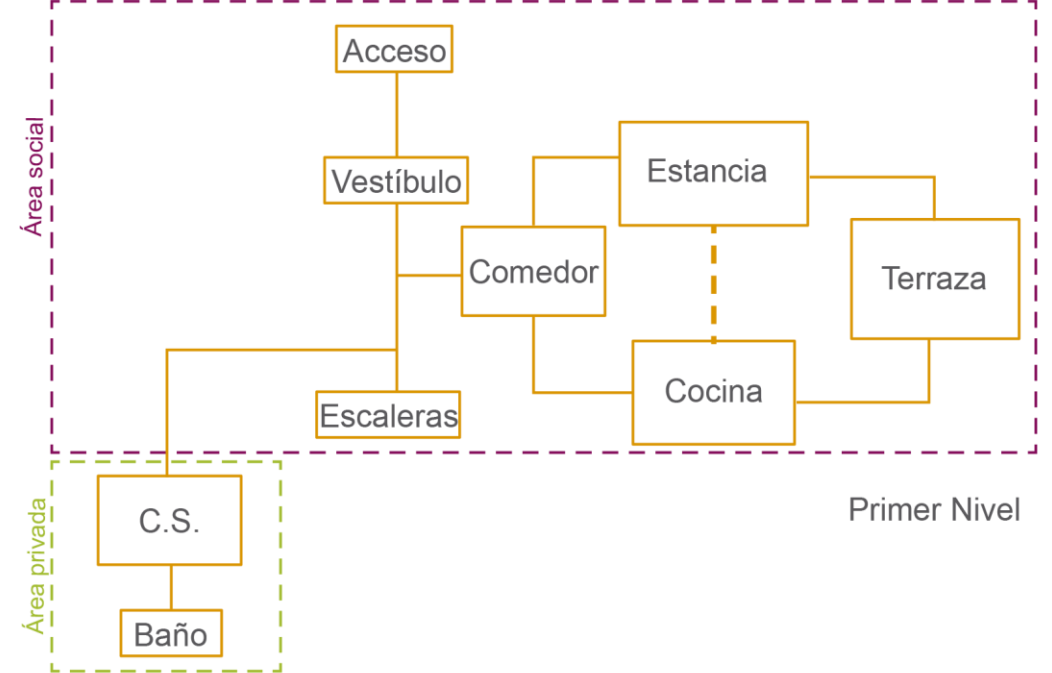 Área social
Acceso
Vestíbulo
Estancia
Comedor
Terraza
Cocina
Escaleras
Área privada
C.S.
Primer Nivel
Baño